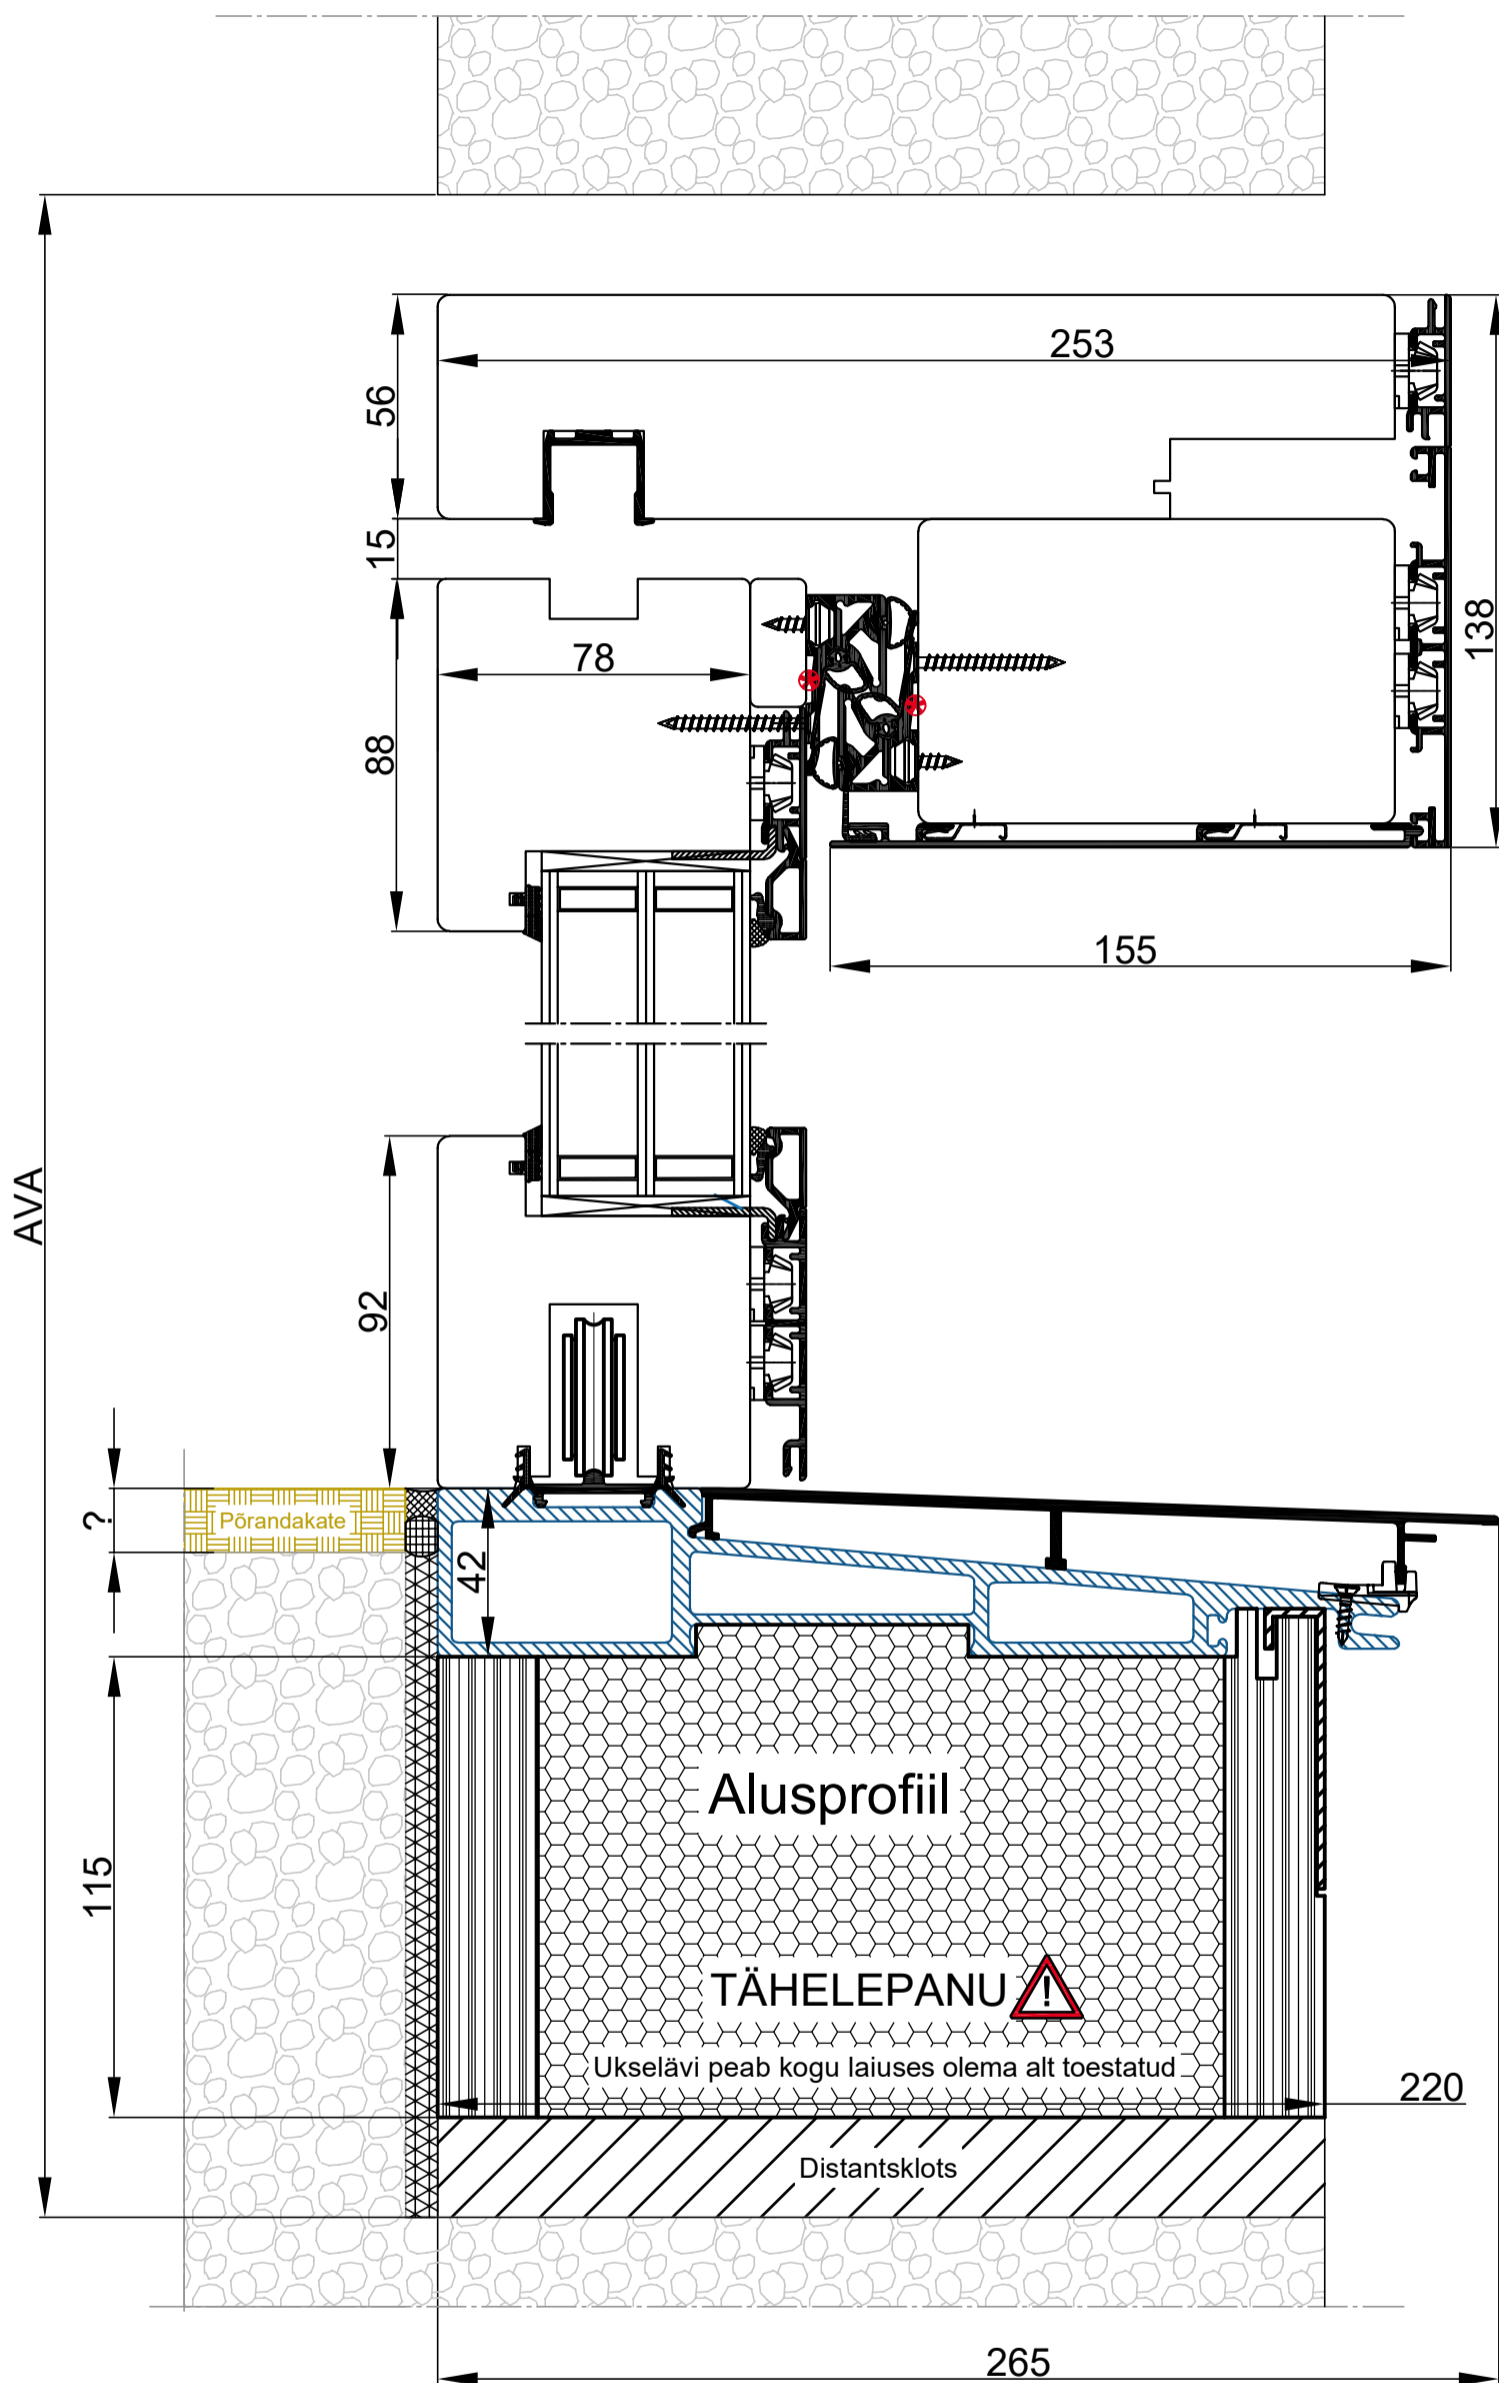 253
56
15
138
78
88
155
AVA
92
?
Põrandakate
42
Alusprofiil
115
TÄHELEPANU
!
Ukselävi peab kogu laiuses olema alt toestatud
220
Distantsklots
265